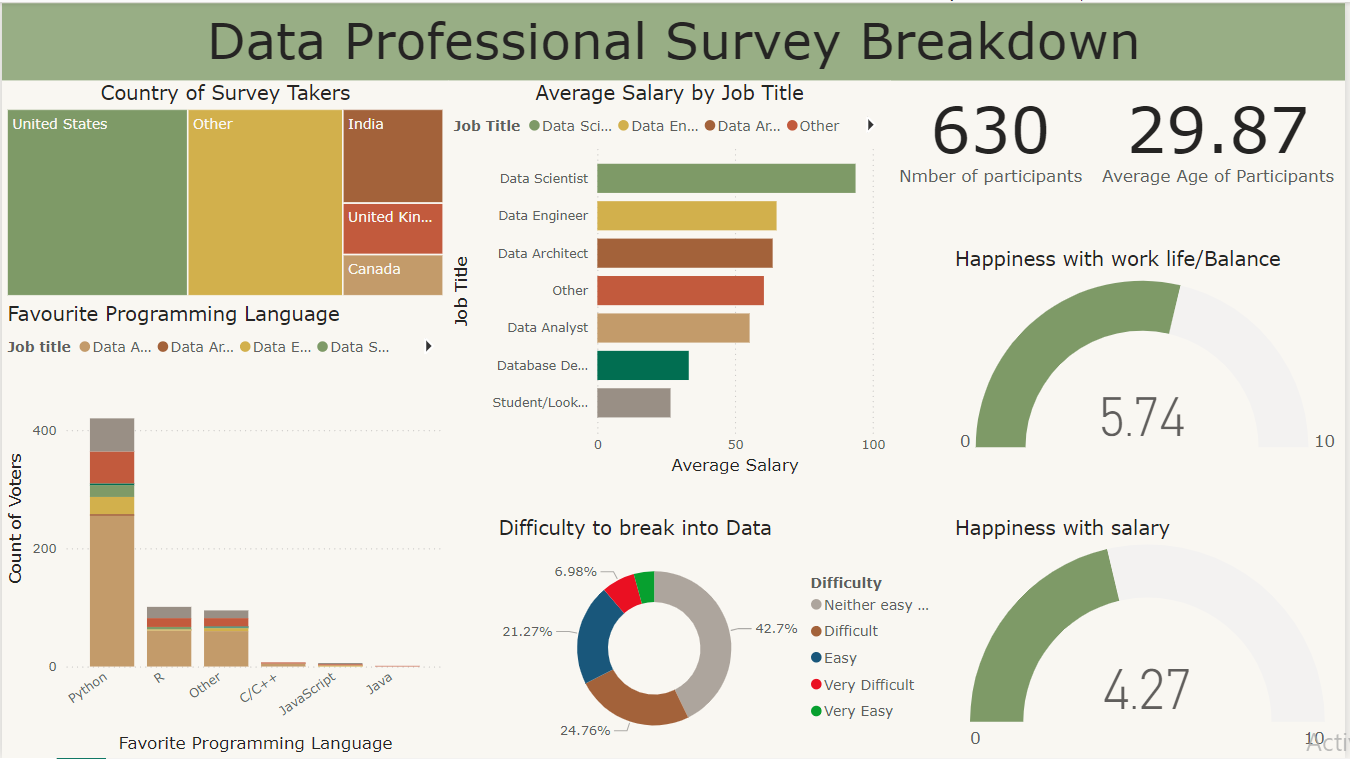 Data Professional Survey Breakdown
Country of Survey Takers
United States
Other
India
United Kin...
Canada
Average Salary by Job Title
Job Title
Data Sci...
Data En...
Data Ar...
Other
Job Title
Data Scientist
Data Engineer
Data Architect
Other
Data Analyst
Database De...
Student/Look...
0
50
100
Average Salary
630
Nmber of participants
29.87
Average Age of Participants
Favourite Programming Language
Job title
Data A...
Data Ar...
Data E...
Data S...
Count of Voters
400
200
0
Python
R
Other
C/C++
JavaScript
Java
Favorite Programming Language
Difficulty to break into Data
6.98%
21.27%
24.76%
42.7%
Difficulty
Neither easy ...
Difficult
Easy
Very Difficult
Very Easy
Happiness with work life/Balance
5.74
0
10
Happiness with salary
4.27
0
10
Acti